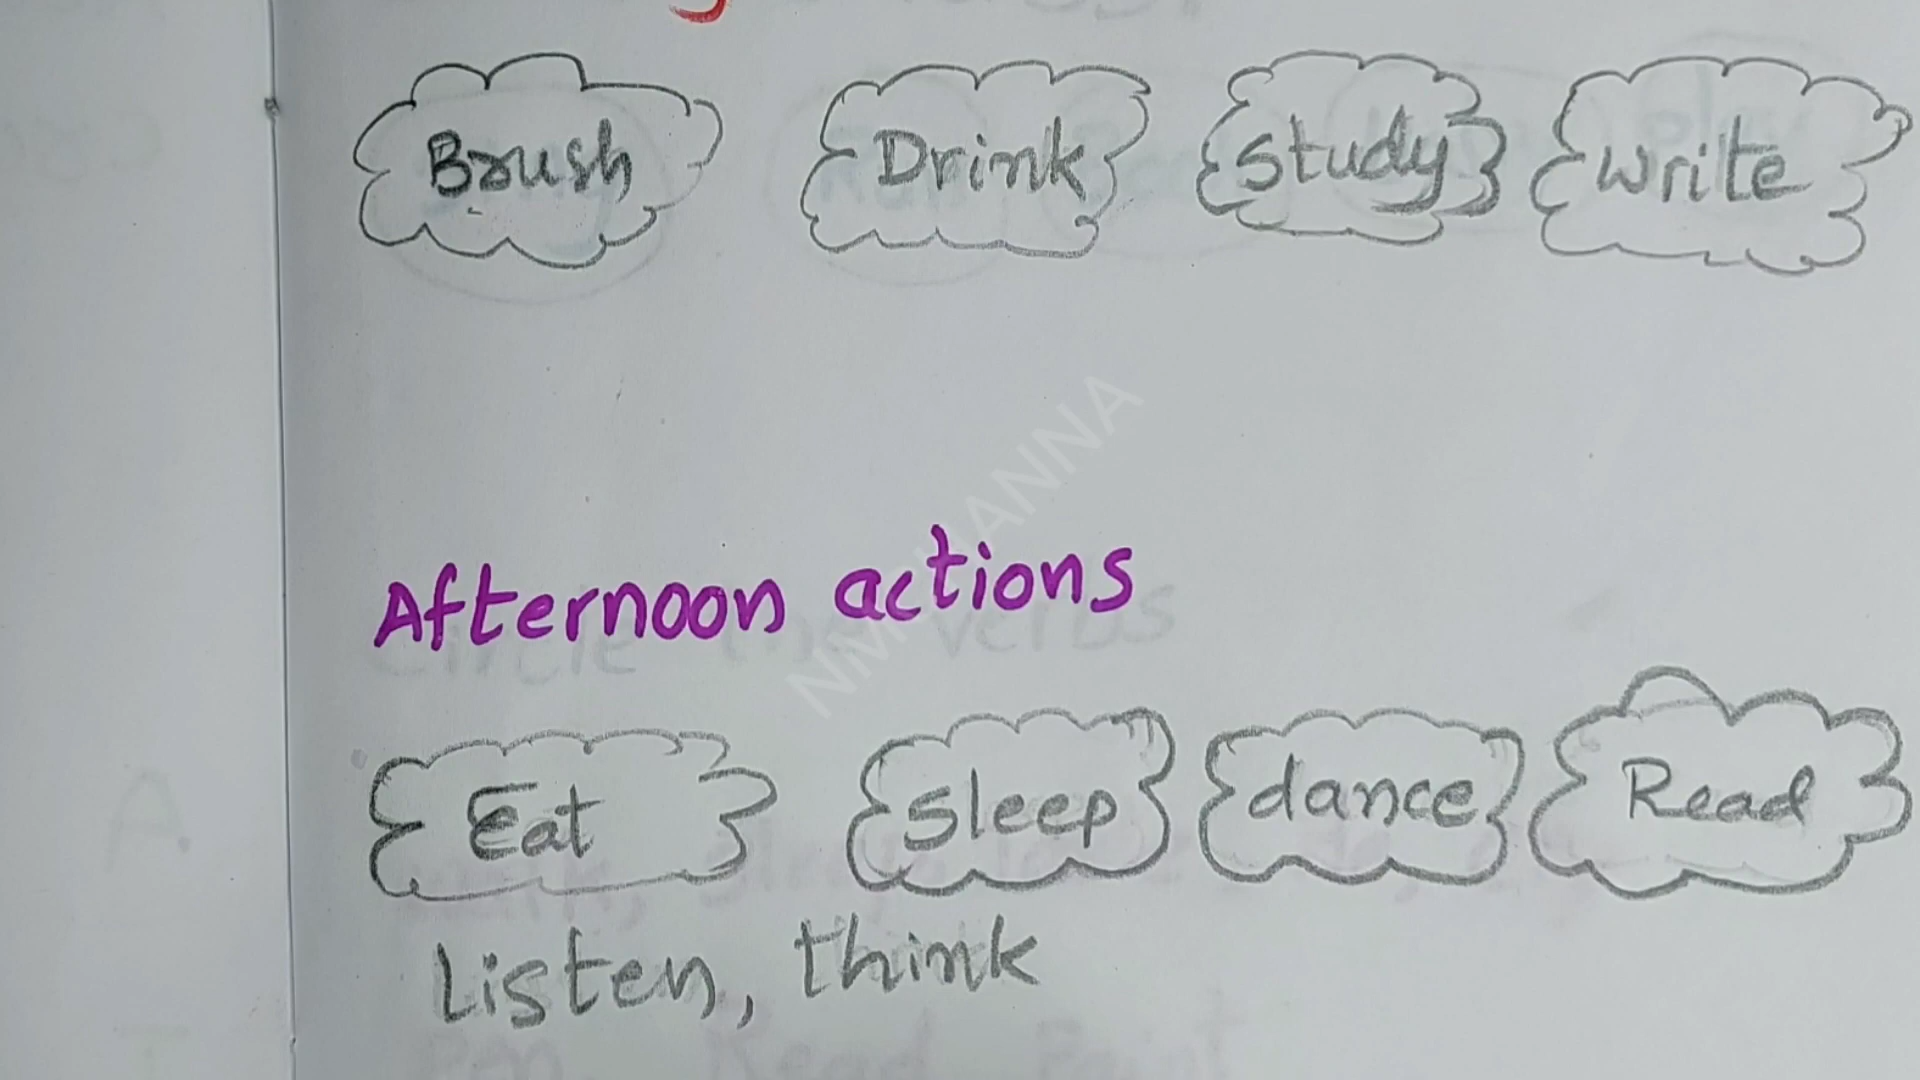 Brush Drink Study Write
Afternoon actions
Eat Sleep dance Read
Listen, think